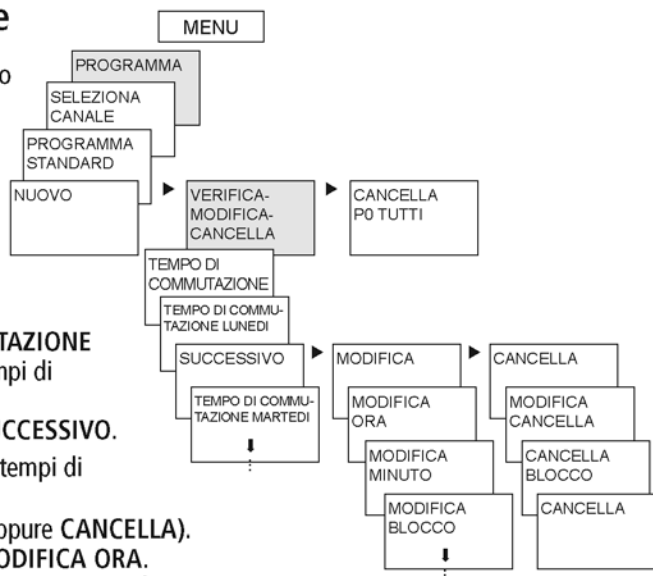 e
MENU
o
PROGRAMMA
SELEZIONA
CANALE
PROGRAMMA
STANDARD
NUOVO
VERIFICA-
MODIFICA-
CANCELLA
CANCELLA
P0 TUTTI
TEMPO DI
COMMUTAZIONE
TEMPO DI COMMU-
TAZIONE LUNEDI
SUCCESSIVO
MODIFICA
CANCELLA
TEMPO DI COMMU-
TAZIONE MARTEDI
MODIFICA
ORA
MODIFICA
CANCELLA
MODIFICA
MINUTO
CANCELLA
BLOCCO
MODIFICA
BLOCCO
CANCELLA
TAZIONE
npi di
CCESSIVO.
tempi di
opure CANCELLA).
ODIFICA ORA.